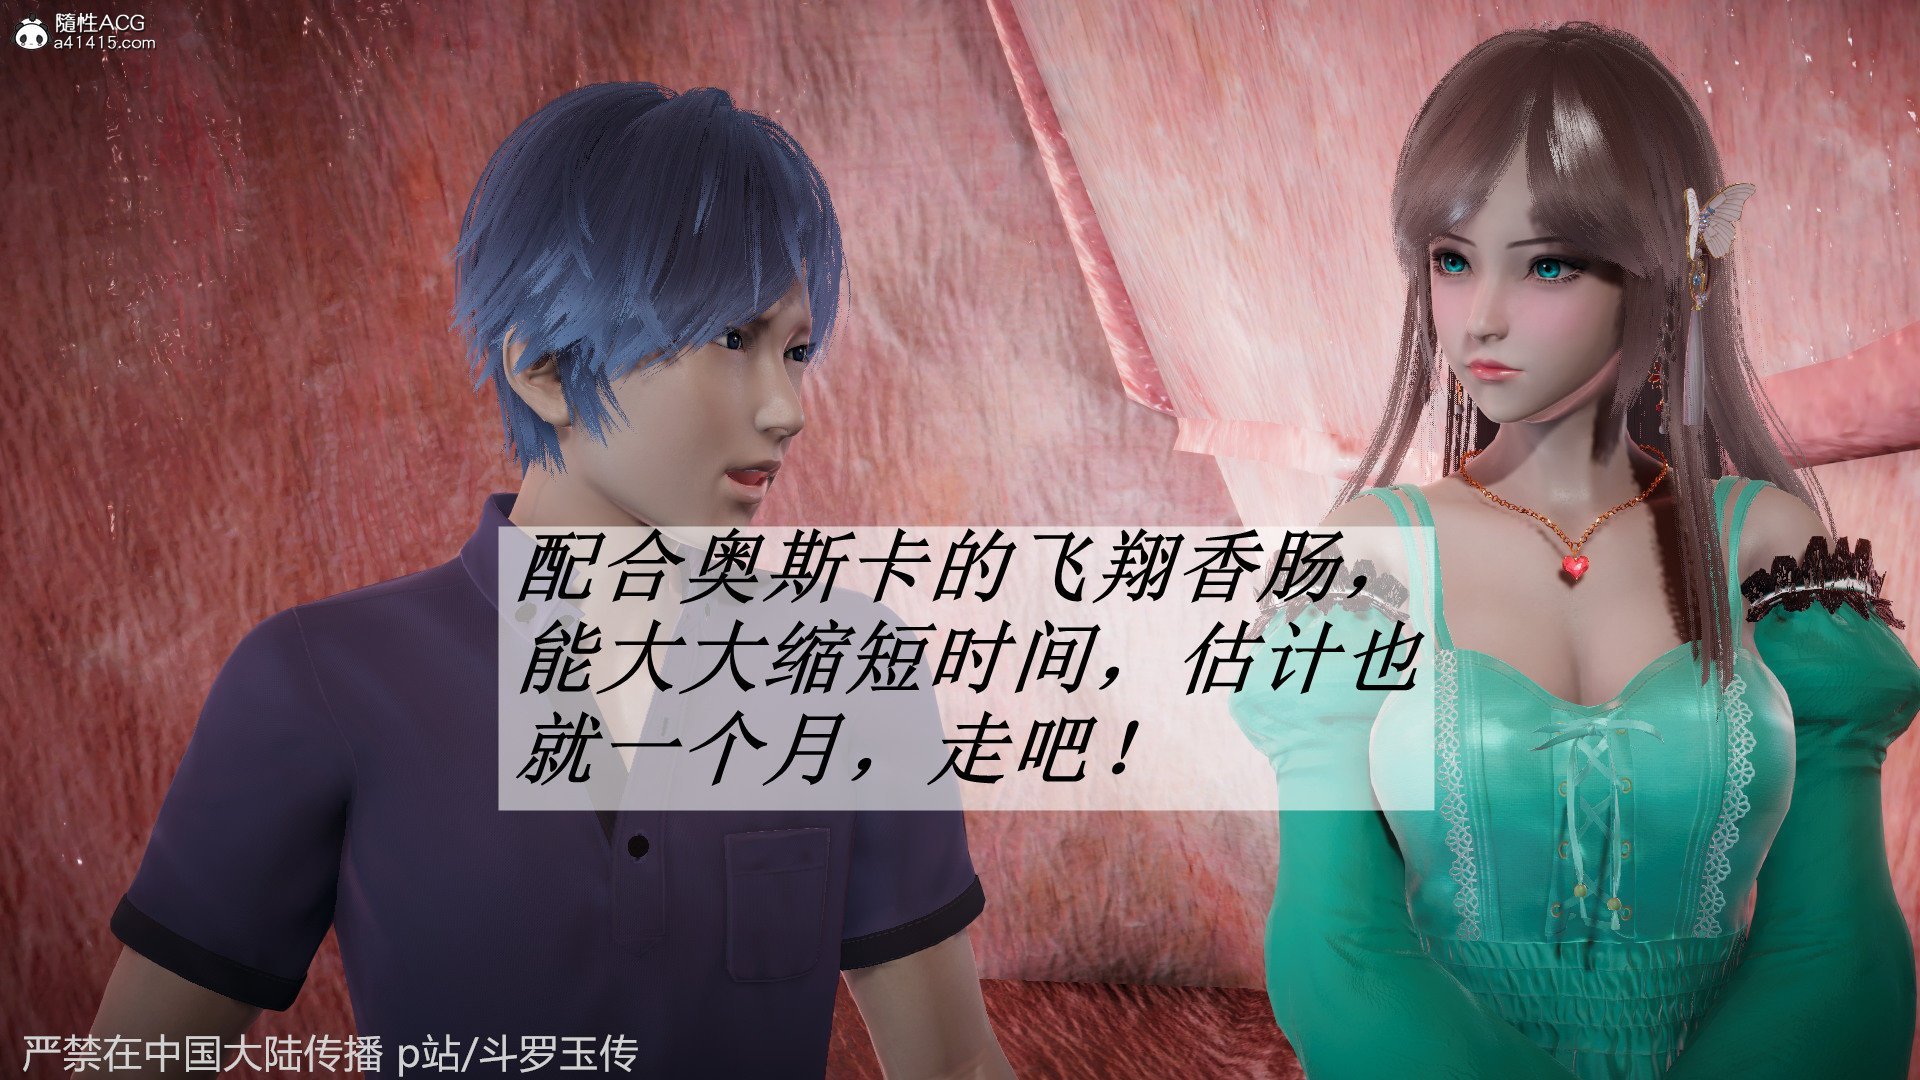 隨性ACG
a41415.com
配合奥斯卡的飞翔香肠，
能大大缩短时间，估计也
就一个月，走吧！
严禁在中国大陆传播 p站/斗罗玉传